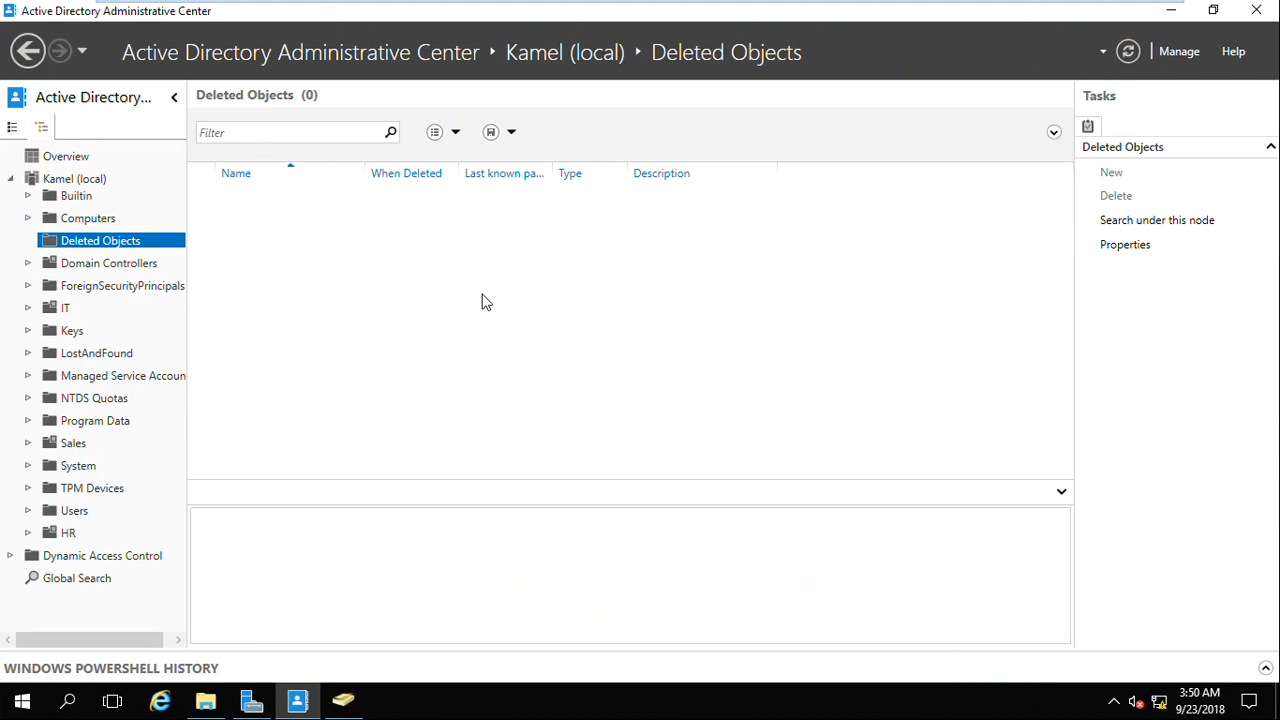 Active Directory Administrative Center
Active Directory Administrative Center • Kamel (local) • Deleted Objects
Manage
Help
Active Directory...
Overview
Kamel (local)
Builtin
Computers
Deleted Objects
Domain Controllers
ForeignSecurityPrincipals
IT
Keys
LostAndFound
Managed Service Accoun
NTDS Quotas
Program Data
Sales
System
TPM Devices
Users
HR
Dynamic Access Control
Global Search
Deleted Objects (0)
Filter
Name When Deleted Last known pa... Type Description
Tasks
Deleted Objects
New
Delete
Search under this node
Properties
WINDOWS POWERSHELL HISTORY
3:50 AM
9/23/2018